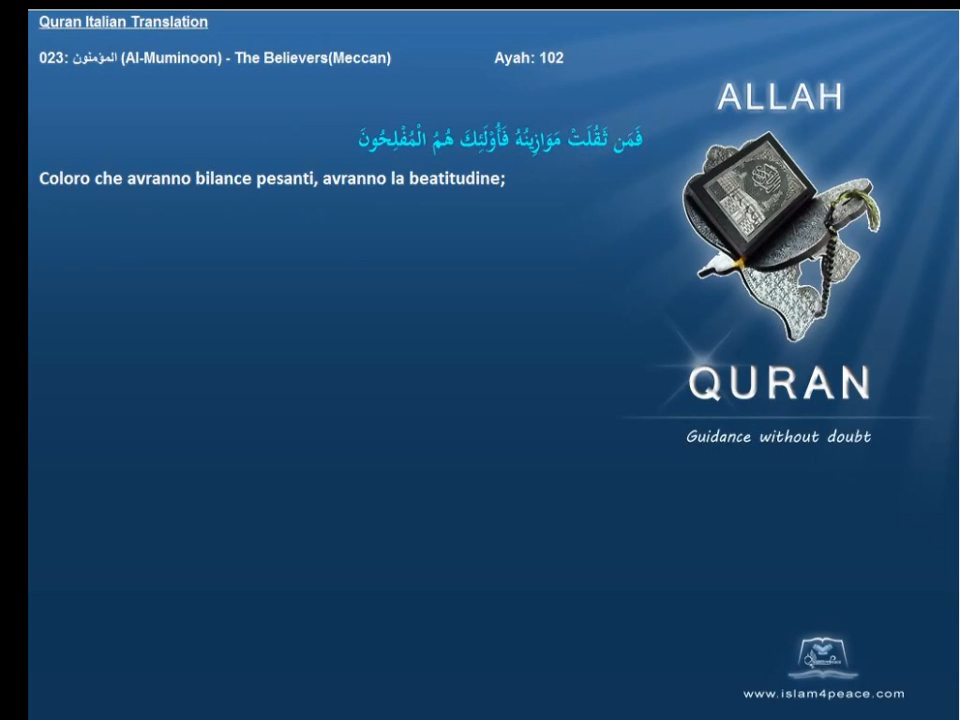 Quran Italian Translation
023: المؤمنون (Al-Muminoon) - The Believers(Meccan) Ayah: 102
ALLAH
فَمَن ثَقُلَتْ مَوَازِينُهُ فَأُوْلَئِكَ هُمُ الْمُفْلِحُونَ
Coloro che avranno bilance pesanti, avranno la beatitudine;
QURAN
Guidance without doubt
www.islam4peace.com